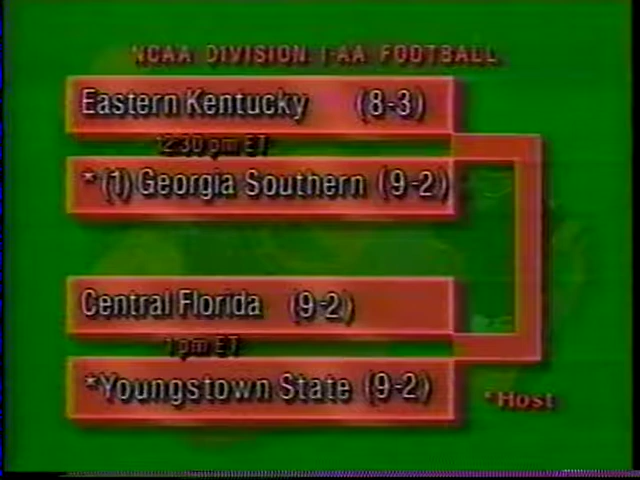 NCAA DIVISION I-AA FOOTBALL
Eastern Kentucky (8-3)
12:30 pm ET
*(1) Georgia Southern (9-2)
Central Florida (9-2)
1 pm ET
*Youngstown State (9-2)
*Host